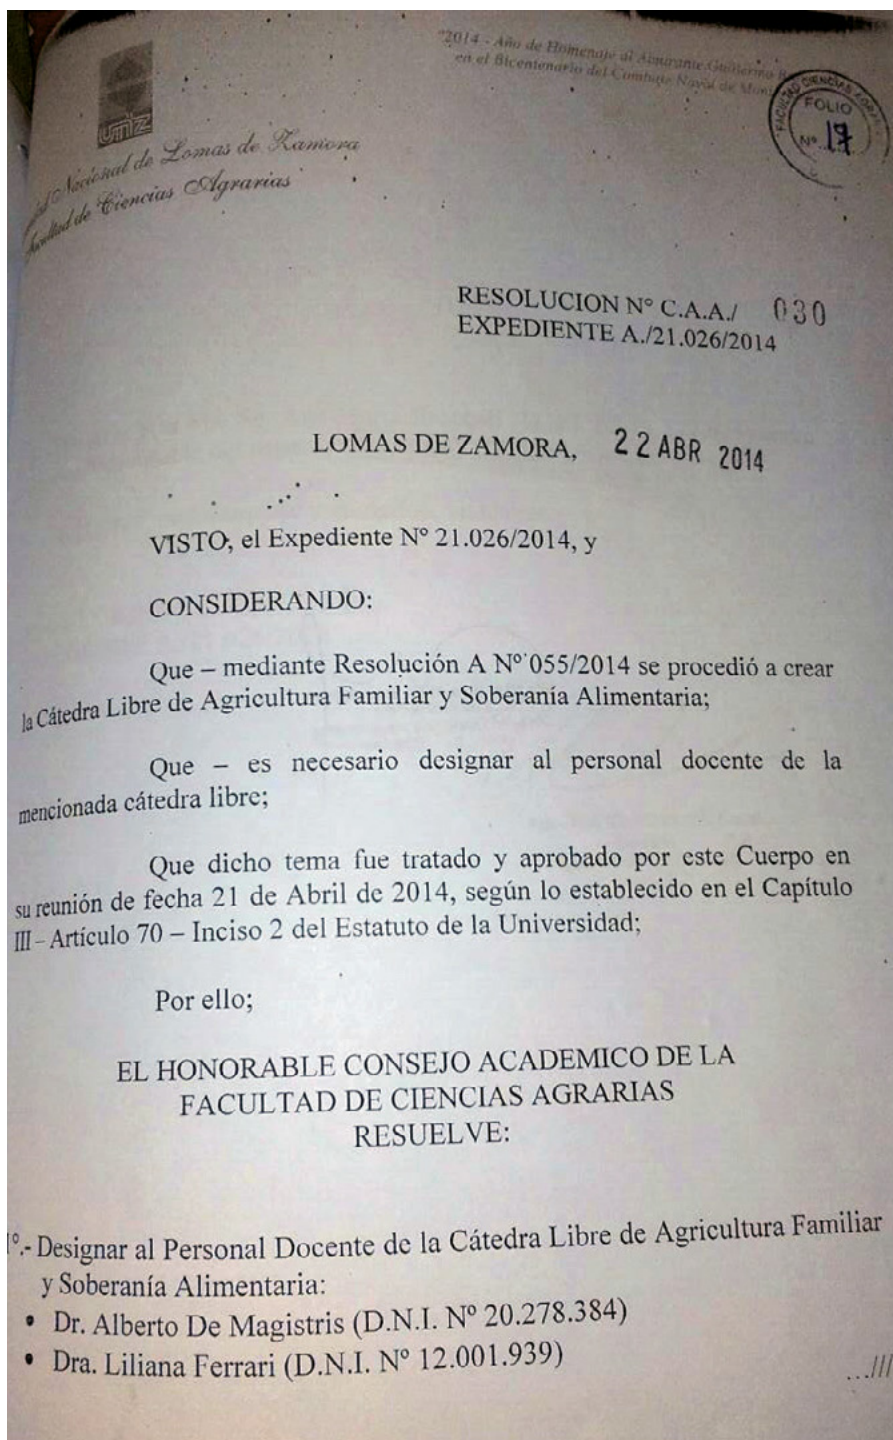 "2014 - Año de Homenaje al Almirante Guillermo
en el Bicentenario del Combate Naval de
FACULTAD CIENCIAS
FOLIO
Nº 17
unlz
Nacional de Lomas de Zamora
Facultad de Ciencias Agrarias
RESOLUCION Nº C.A.A./ 030
EXPEDIENTE A./21.026/2014
LOMAS DE ZAMORA, 22 ABR 2014
VISTO, el Expediente Nº 21.026/2014, y
CONSIDERANDO:
Que – mediante Resolución A Nº 055/2014 se procedió a crear
la Cátedra Libre de Agricultura Familiar y Soberanía Alimentaria;
Que – es necesario designar al personal docente de la
mencionada cátedra libre;
Que dicho tema fue tratado y aprobado por este Cuerpo en
su reunión de fecha 21 de Abril de 2014, según lo establecido en el Capítulo
III – Artículo 70 – Inciso 2 del Estatuto de la Universidad;
Por ello;
EL HONORABLE CONSEJO ACADEMICO DE LA
FACULTAD DE CIENCIAS AGRARIAS
RESUELVE:
1º.- Designar al Personal Docente de la Cátedra Libre de Agricultura Familiar
y Soberanía Alimentaria:
• Dr. Alberto De Magistris (D.N.I. Nº 20.278.384)
• Dra. Liliana Ferrari (D.N.I. Nº 12.001.939)
...///